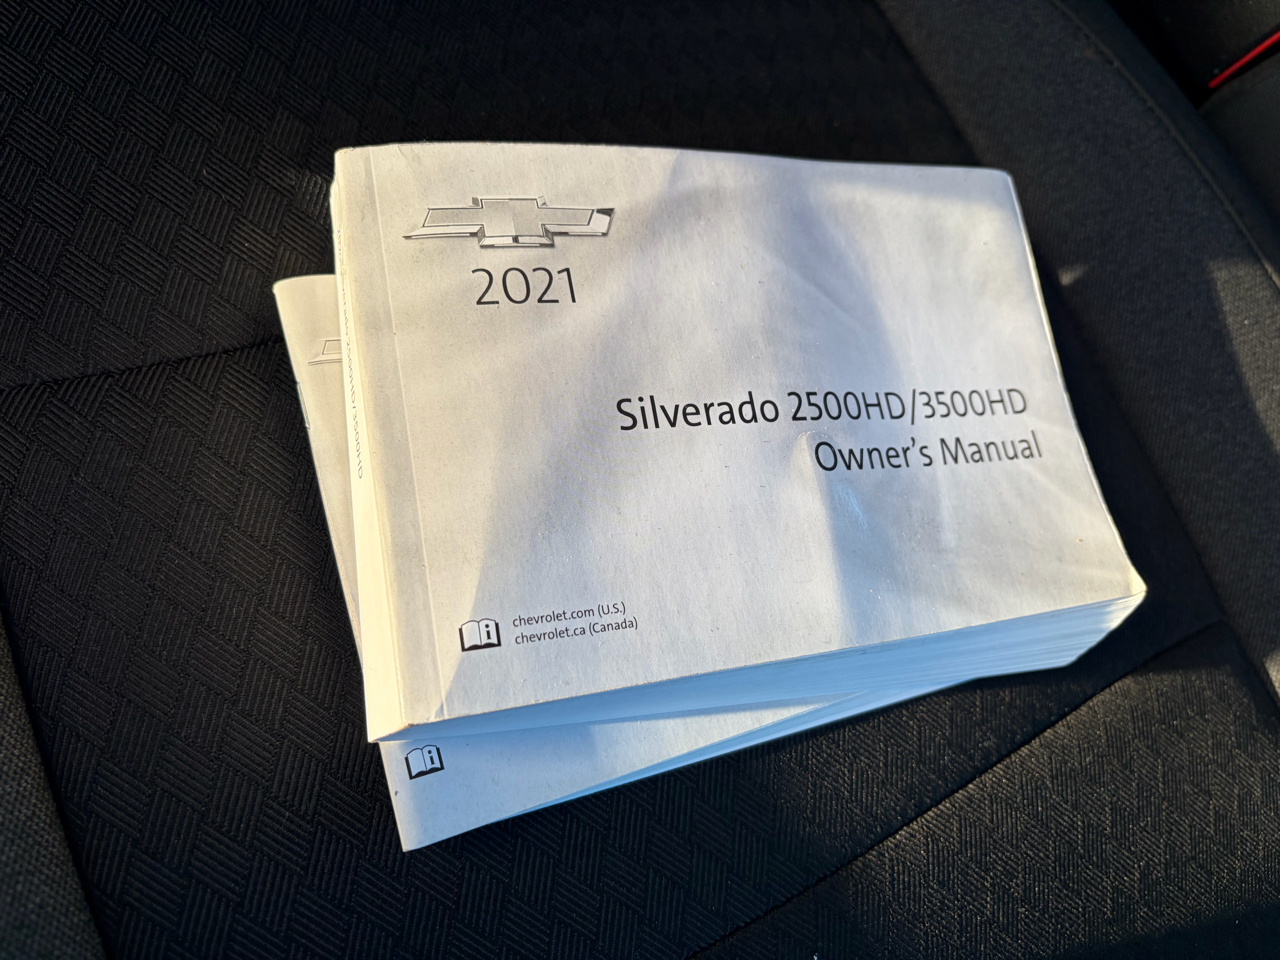 2021
Silverado 2500HD/3500HD
Owner's Manual
chevrolet.com (U.S.)
chevrolet.ca (Canada)